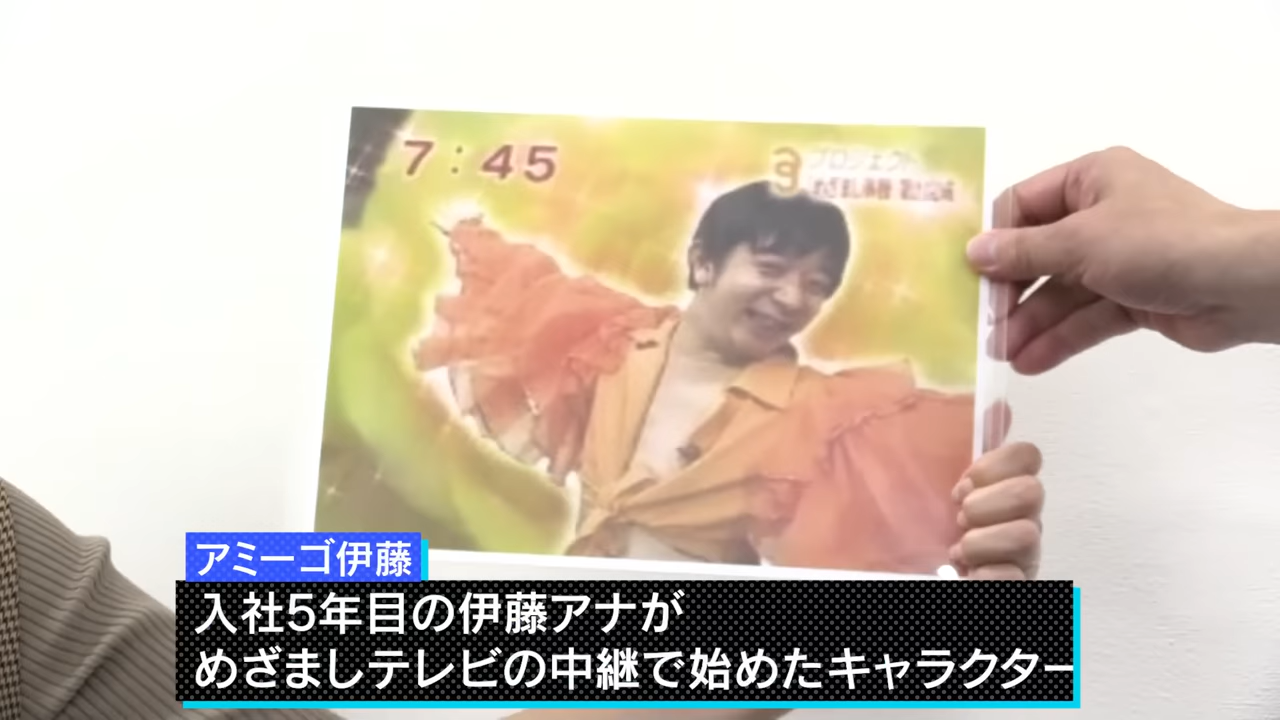 7:45
プロジェクト
アミーゴ伊藤
入社5年目の伊藤アナが
めざましテレビの中継で始めたキャラクター